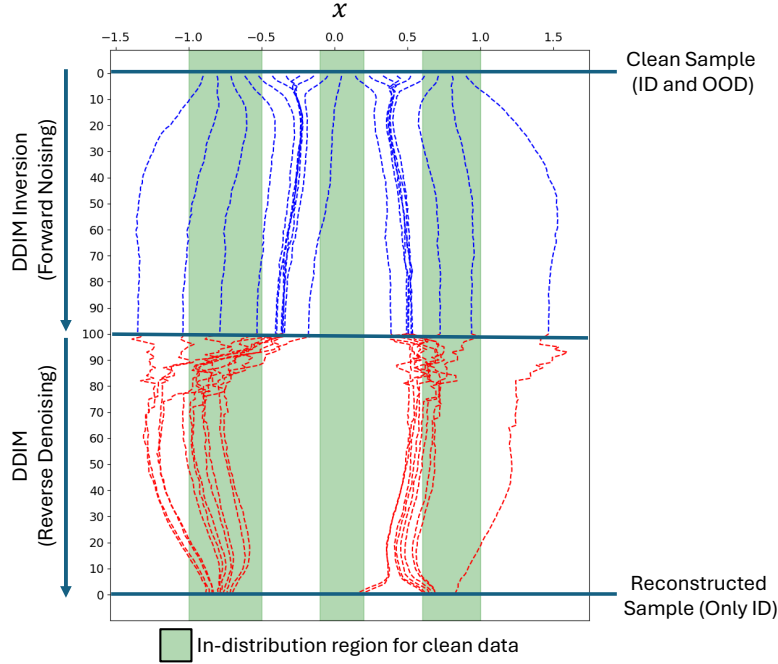 x
−1.5 −1.0 −0.5 0.0 0.5 1.0 1.5
Clean Sample
(ID and OOD)
DDIM Inversion
(Forward Noising)
0
10
20
30
40
50
60
70
80
90
100
DDIM
(Reverse Denoising)
90
80
70
60
50
40
30
20
10
0
Reconstructed
Sample (Only ID)
In-distribution region for clean data